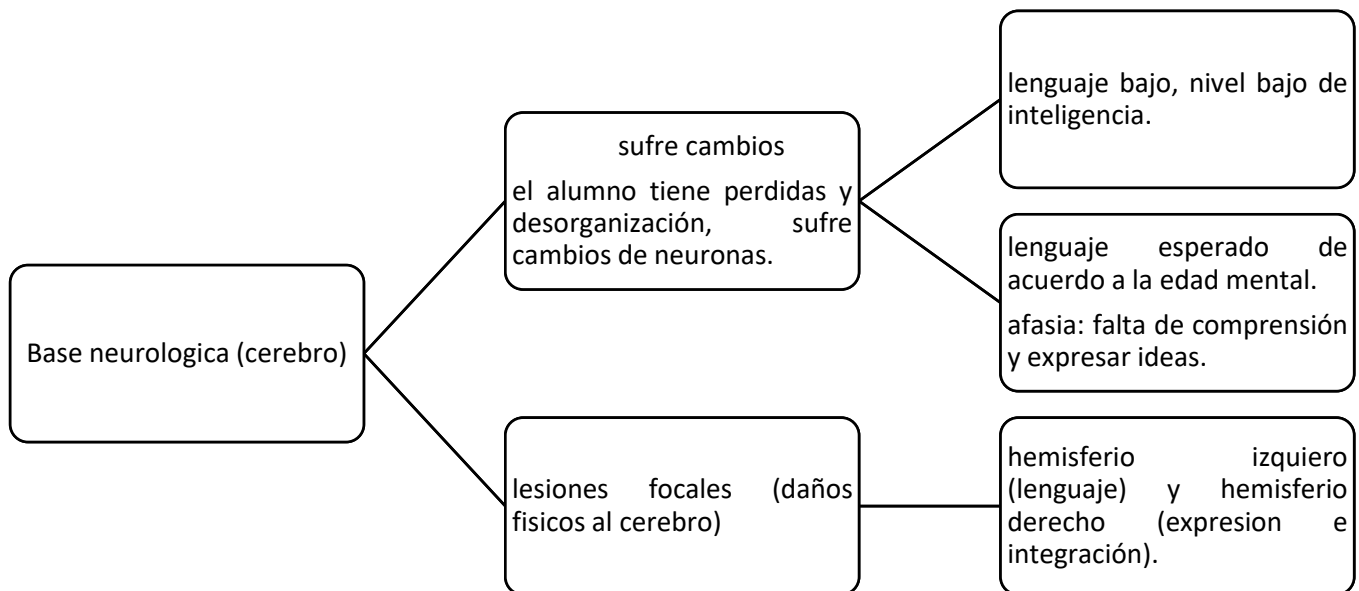 Base neurologica (cerebro)
sufre cambios
el alumno tiene perdidas y
desorganización, sufre
cambios de neuronas.
lenguaje bajo, nivel bajo de
inteligencia.
lenguaje esperado de
acuerdo a la edad mental.
afasia: falta de comprensión
y expresar ideas.
lesiones focales (daños
fisicos al cerebro)
hemisferio izquiero
(lenguaje) y hemisferio
derecho (expresion e
integración).